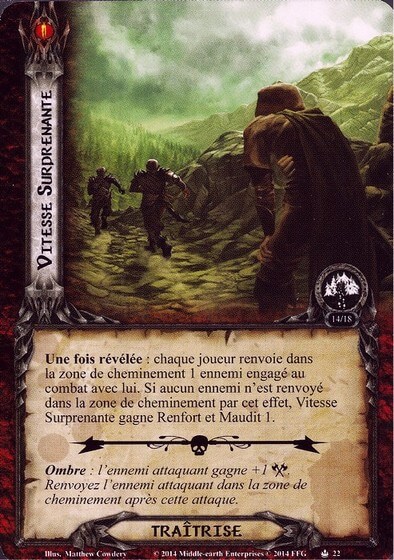 Vitesse Surprenante
14/18
Une fois révélée : chaque joueur renvoie dans
la zone de cheminement 1 ennemi engagé au
combat avec lui. Si aucun ennemi n'est renvoyé
dans la zone de cheminement par cet effet, Vitesse
Surprenante gagne Renfort et Maudit 1.
Ombre : l'ennemi attaquant gagne +1
Renvoyez l'ennemi attaquant dans la zone de
cheminement après cette attaque.
TRAÎTRISE
Illus. Matthew Cowdery © 2014 Middle-earth Enterprises © 2014 FFG 22